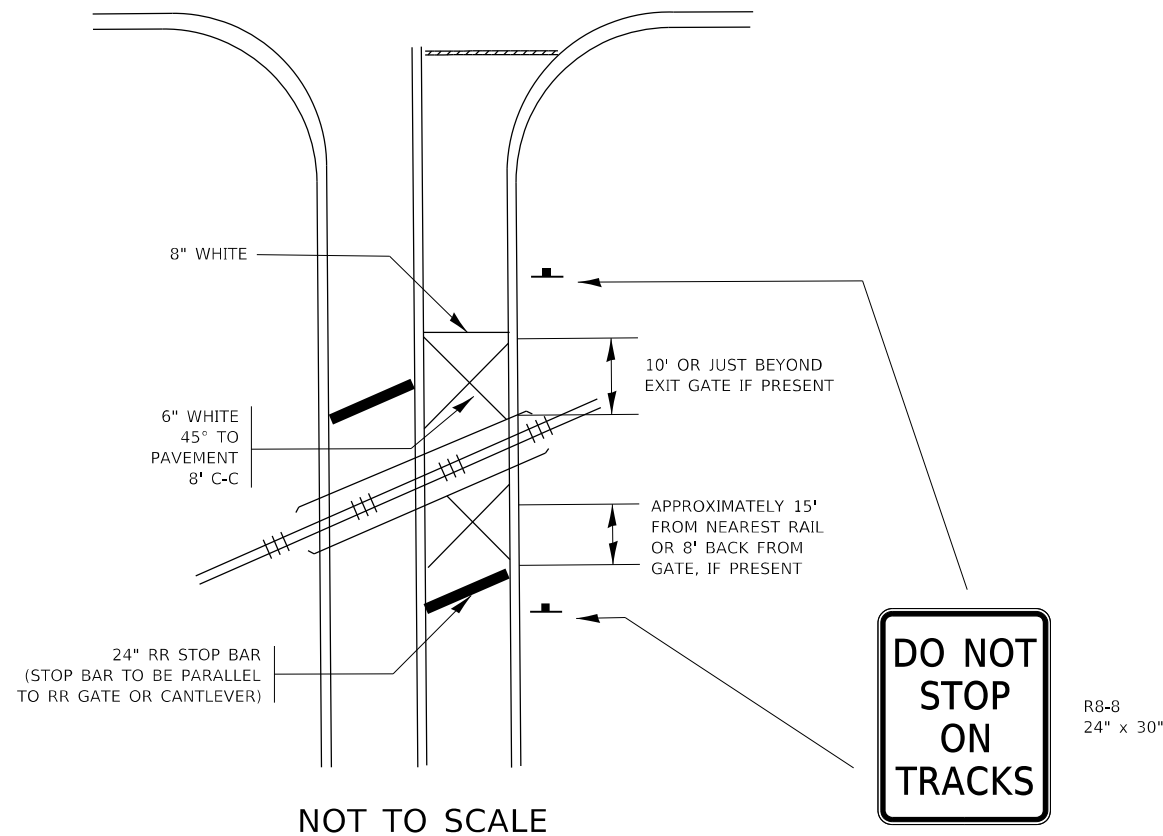 8" WHITE
10' OR JUST BEYOND
EXIT GATE IF PRESENT
6" WHITE
45° TO
PAVEMENT
8' C-C
APPROXIMATELY 15'
FROM NEAREST RAIL
OR 8' BACK FROM
GATE, IF PRESENT
24" RR STOP BAR
(STOP BAR TO BE PARALLEL
TO RR GATE OR CANTLEVER)
DO NOT
STOP
ON
TRACKS
R8-8
24" x 30"
NOT TO SCALE